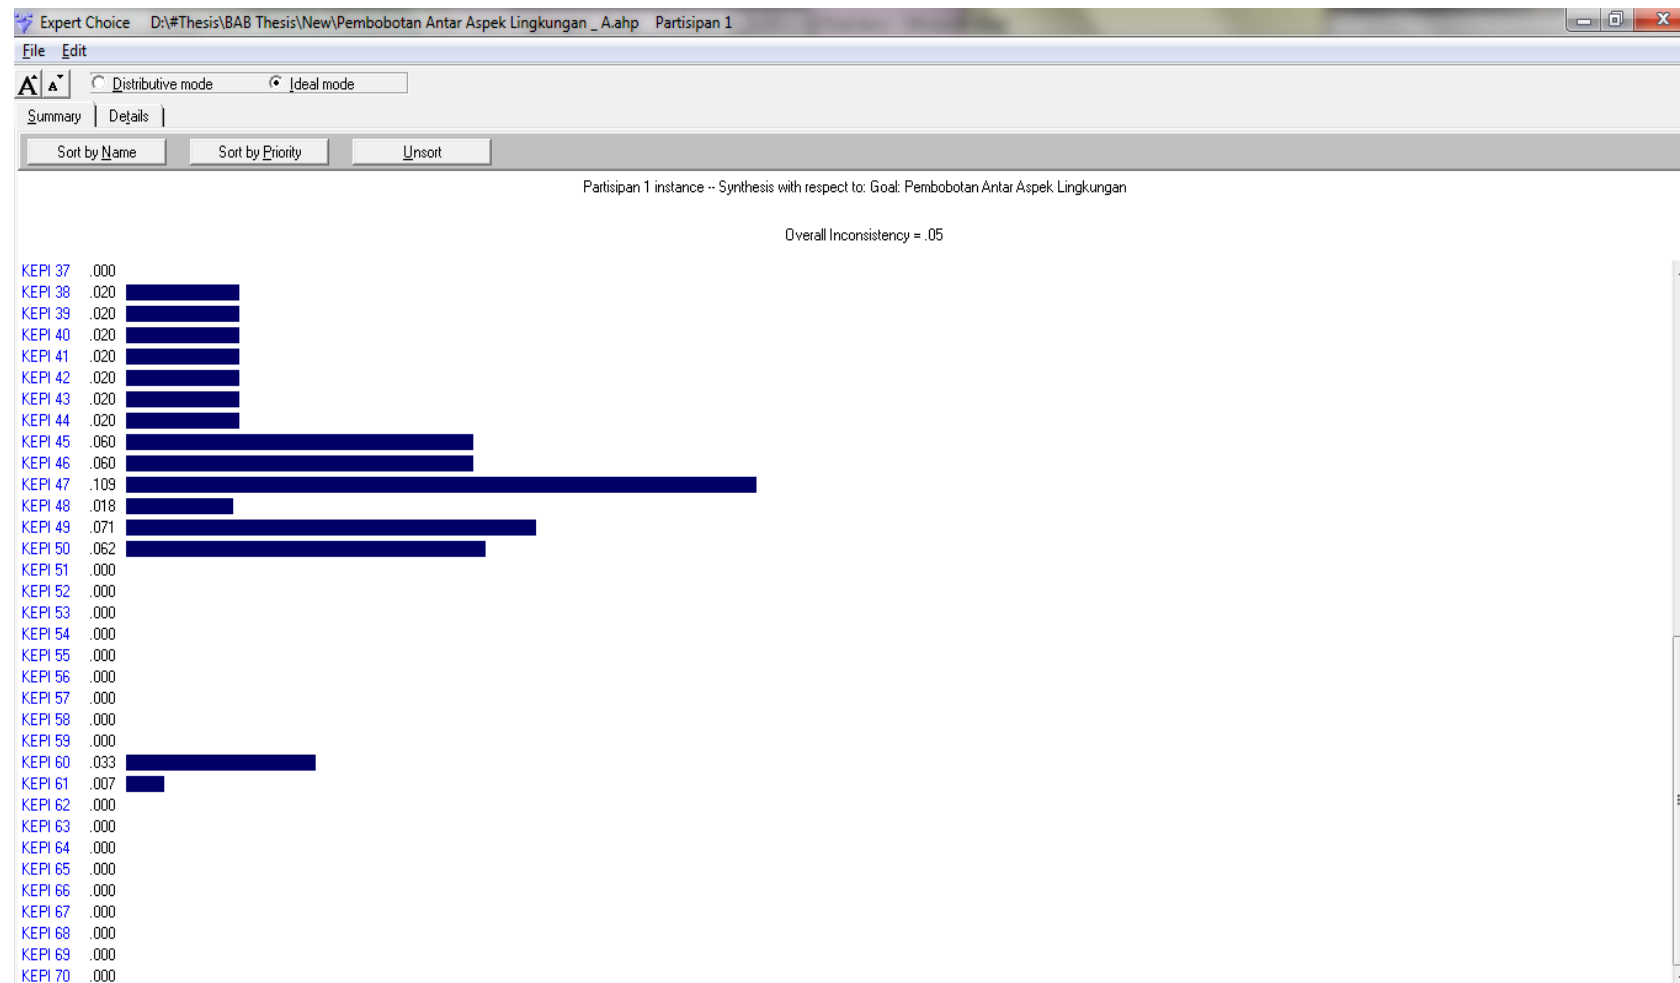 Expert Choice D:\#Thesis\BAB Thesis\New\Pembobotan Antar Aspek Lingkungan _ A.ahp Partisipan 1
File Edit
A A Distributive mode Ideal mode
Summary Details
Sort by Name Sort by Priority Unsort
Partisipan 1 instance -- Synthesis with respect to: Goal: Pembobotan Antar Aspek Lingkungan
Overall Inconsistency = .05
KEPI 37 .000
KEPI 38 .020
KEPI 39 .020
KEPI 40 .020
KEPI 41 .020
KEPI 42 .020
KEPI 43 .020
KEPI 44 .020
KEPI 45 .060
KEPI 46 .060
KEPI 47 .109
KEPI 48 .018
KEPI 49 .071
KEPI 50 .062
KEPI 51 .000
KEPI 52 .000
KEPI 53 .000
KEPI 54 .000
KEPI 55 .000
KEPI 56 .000
KEPI 57 .000
KEPI 58 .000
KEPI 59 .000
KEPI 60 .033
KEPI 61 .007
KEPI 62 .000
KEPI 63 .000
KEPI 64 .000
KEPI 65 .000
KEPI 66 .000
KEPI 67 .000
KEPI 68 .000
KEPI 69 .000
KEPI 70 .000